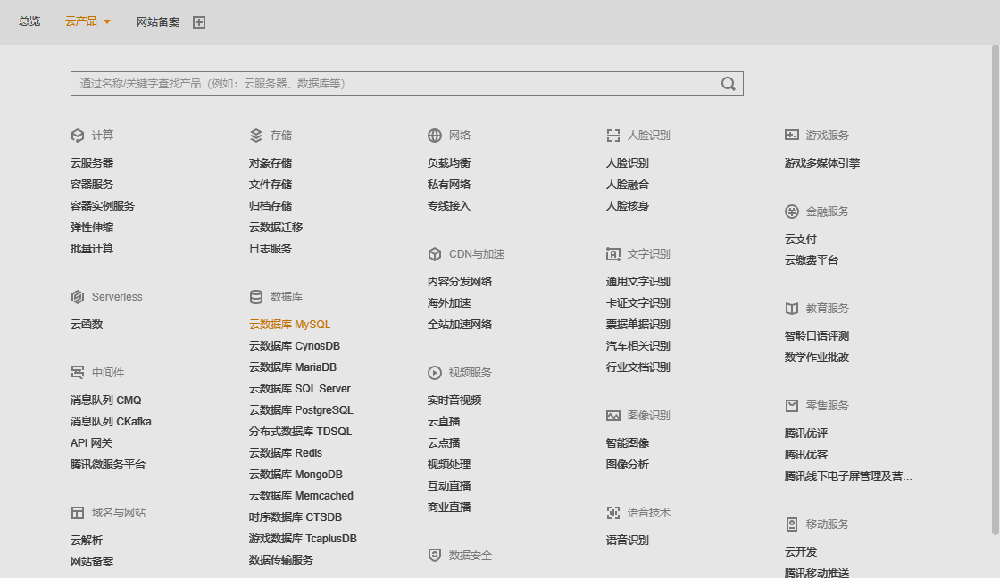 总览
云产品
网站备案
通过名称/关键字查找产品（例如：云服务器、数据库等）
计算
云服务器
容器服务
容器实例服务
弹性伸缩
批量计算
Serverless
云函数
中间件
消息队列 CMQ
消息队列 CKafka
API 网关
腾讯微服务平台
域名与网站
云解析
网站备案
存储
对象存储
文件存储
归档存储
云数据迁移
日志服务
数据库
云数据库 MySQL
云数据库 CynosDB
云数据库 MariaDB
云数据库 SQL Server
云数据库 PostgreSQL
分布式数据库 TDSQL
云数据库 Redis
云数据库 MongoDB
云数据库 Memcached
时序数据库 CTSDB
游戏数据库 TcaplusDB
数据传输服务
网络
负载均衡
私有网络
专线接入
CDN与加速
内容分发网络
海外加速
全站加速网络
视频服务
实时音视频
云直播
云点播
视频处理
互动直播
商业直播
数据安全
人脸识别
人脸识别
人脸融合
人脸核身
文字识别
通用文字识别
卡证文字识别
票据单据识别
汽车相关识别
行业文档识别
图像识别
智能图像
图像分析
语音技术
语音识别
游戏服务
游戏多媒体引擎
金融服务
云支付
云缴费平台
教育服务
智聆口语评测
数学作业批改
零售服务
腾讯优评
腾讯优客
腾讯线下电子屏管理及营...
移动服务
云开发
腾讯移动推送